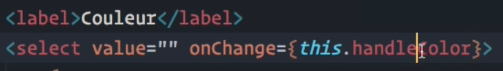 <label>Couleur</label>
<select value="" onChange={this.handleColor}>